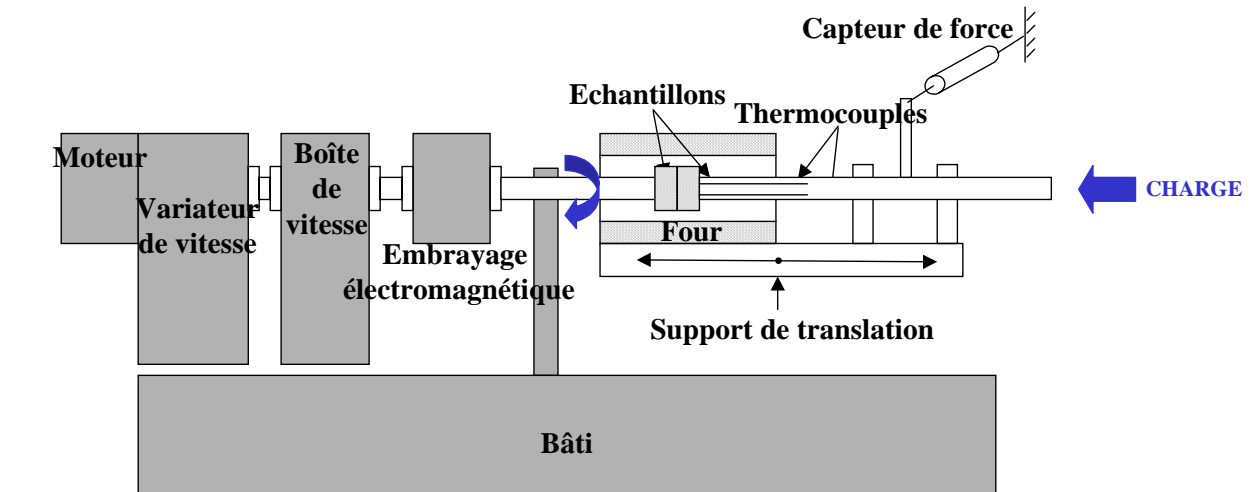 Capteur de force
Echantillons
Thermocouples
Moteur
Boîte
de
vitesse
Variateur
de vitesse
CHARGE
Four
Embrayage
électromagnétique
Support de translation
Bâti